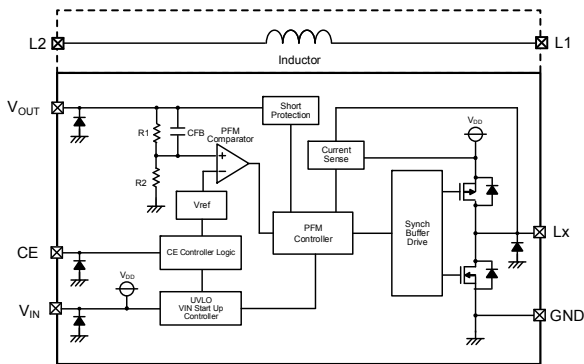 L2
L1
Inductor
VOUT
Short
Protection
R1
CFB
PFM
Comparator
VDD
Current
Sense
+
−
R2
Vref
PFM
Controller
Synch
Buffer
Drive
Lx
CE
CE Controller Logic
VDD
VIN
UVLO
VIN Start Up
Controller
GND